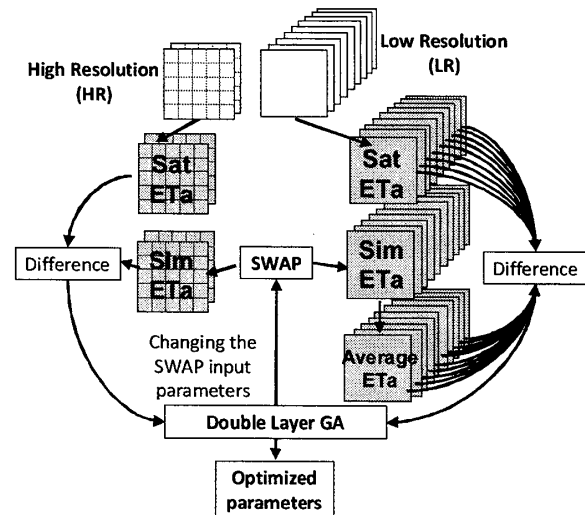 High Resolution
(HR)
Low Resolution
(LR)
Sat
ETa
Sat
ETa
Difference
Sim
ETa
SWAP
Sim
ETa
Difference
Changing the
SWAP input
parameters
Average
ETa
Double Layer GA
Optimized
parameters